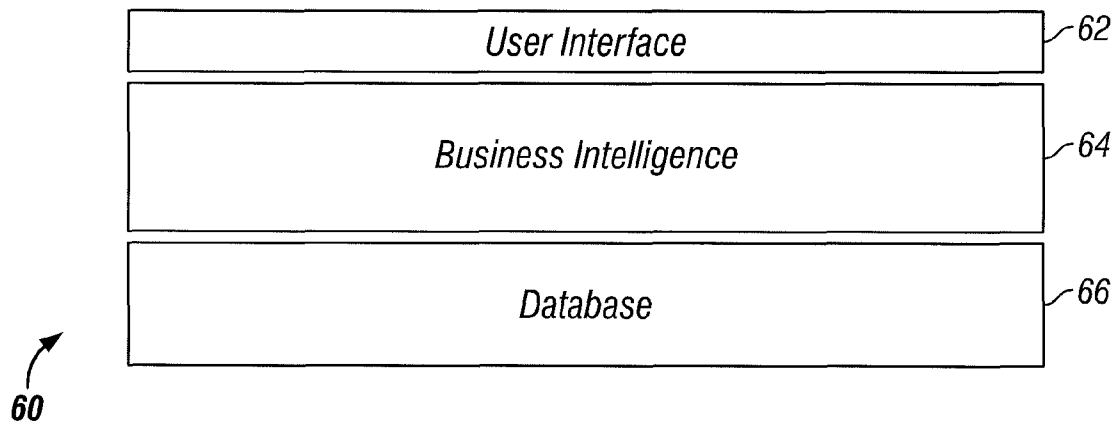 User Interface
62
Business Intelligence
64
Database
66
60